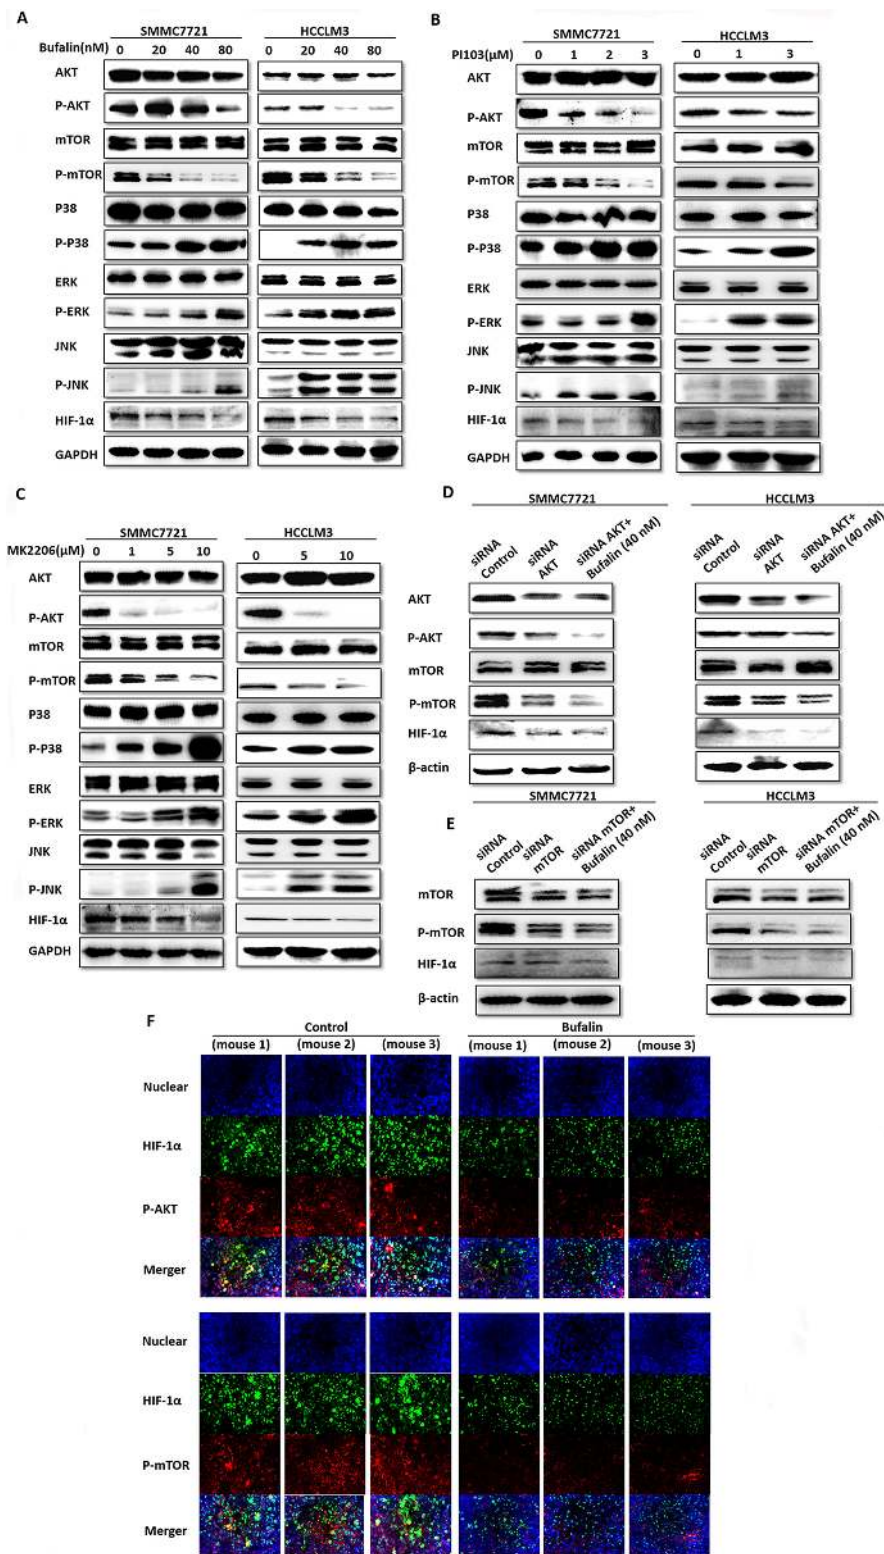 A
SMMC7721 HCCLM3
Bufalin(nM) 0 20 40 80 0 20 40 80
AKT
P-AKT
mTOR
P-mTOR
P38
P-P38
ERK
P-ERK
JNK
P-JNK
HIF-1α
GAPDH
B
SMMC7721 HCCLM3
PI103(μM) 0 1 2 3 0 1 3
AKT
P-AKT
mTOR
P-mTOR
P38
P-P38
ERK
P-ERK
JNK
P-JNK
HIF-1α
GAPDH
C
SMMC7721 HCCLM3
MK2206(μM) 0 1 5 10 0 5 10
AKT
P-AKT
mTOR
P-mTOR
P38
P-P38
ERK
P-ERK
JNK
P-JNK
HIF-1α
GAPDH
D
SMMC7721 HCCLM3
siRNA Control
siRNA AKT
siRNA AKT+ Bufalin (40 nM)
siRNA Control
siRNA AKT
siRNA AKT+ Bufalin (40 nM)
AKT
P-AKT
mTOR
P-mTOR
HIF-1α
β-actin
E
SMMC7721 HCCLM3
siRNA Control
siRNA mTOR
siRNA mTOR+ Bufalin (40 nM)
siRNA Control
siRNA mTOR
siRNA mTOR+ Bufalin (40 nM)
mTOR
P-mTOR
HIF-1α
β-actin
F
Control Bufalin
(mouse 1) (mouse 2) (mouse 3) (mouse 1) (mouse 2) (mouse 3)
Nuclear
HIF-1α
P-AKT
Merger
Nuclear
HIF-1α
P-mTOR
Merger